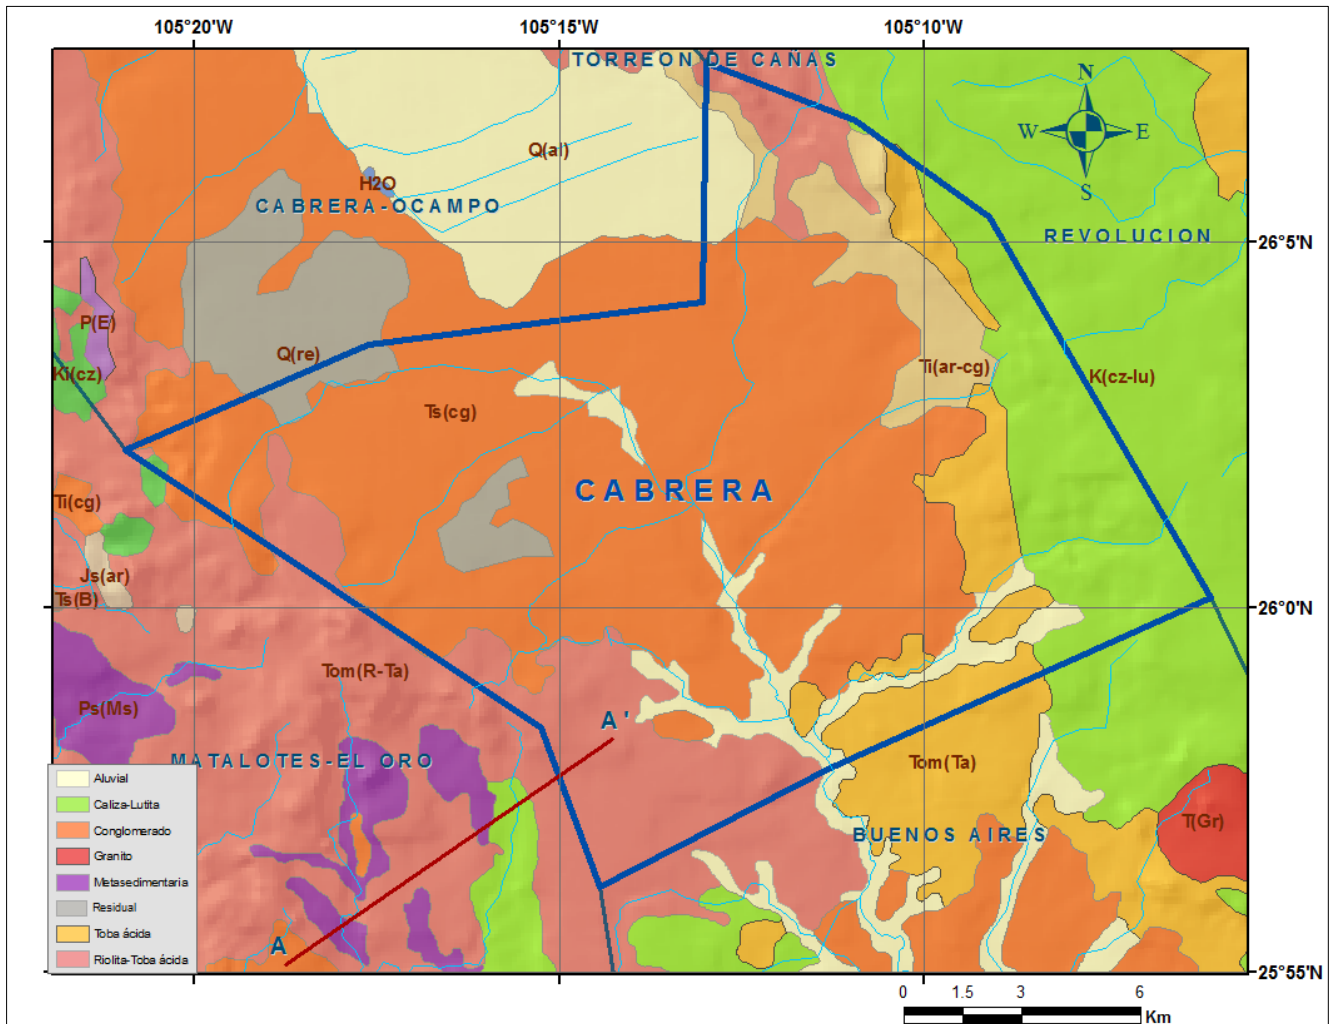 105°20'W
105°15'W
105°10'W
TORREON DE CAÑAS
N
W
E
S
Q(al)
H2O
CABRERA-OCAMPO
REVOLUCION
26°5'N
P(E)
Q(re)
Ki(cz)
Ti(ar-cg)
K(cz-lu)
Ts(cg)
CABRERA
Ti(cg)
Js(ar)
Ts(B)
26°0'N
Tom(R-Ta)
Ps(Ms)
A'
MATALOTES-EL ORO
Tom(Ta)
Aluvial
Caliza-Lutita
Conglomerado
Granito
Metasedimentaria
Residual
Toba ácida
Riolita-Toba ácida
T(Gr)
BUENOS AIRES
A
25°55'N
0 1.5 3 6
Km